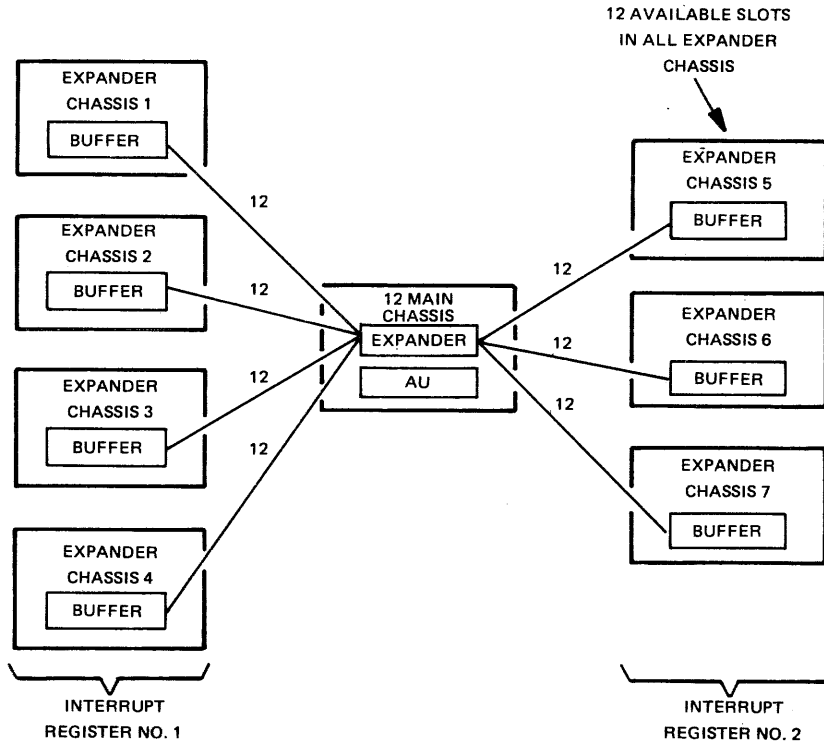 12 AVAILABLE SLOTS
IN ALL EXPANDER
CHASSIS
EXPANDER
CHASSIS 1
BUFFER
EXPANDER
CHASSIS 2
BUFFER
EXPANDER
CHASSIS 3
BUFFER
EXPANDER
CHASSIS 4
BUFFER
12
12
12
12
12 MAIN
CHASSIS
EXPANDER
AU
12
12
12
EXPANDER
CHASSIS 5
BUFFER
EXPANDER
CHASSIS 6
BUFFER
EXPANDER
CHASSIS 7
BUFFER
INTERRUPT
REGISTER NO. 1
INTERRUPT
REGISTER NO. 2